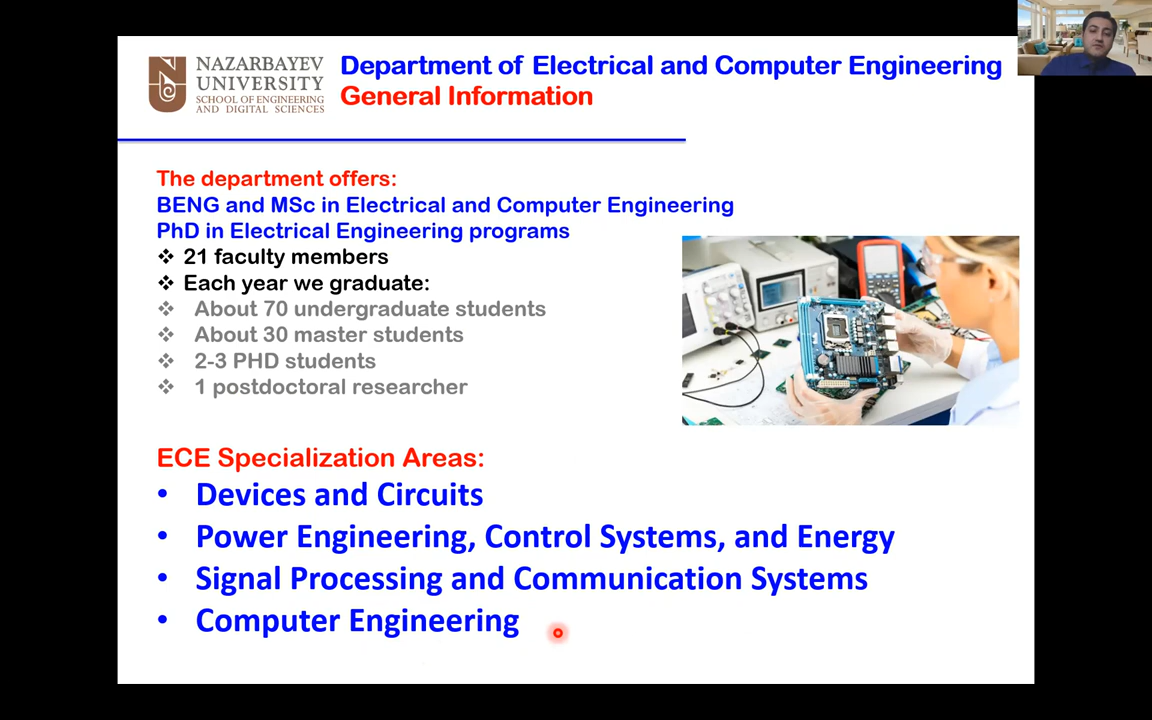 NAZARBAYEV
UNIVERSITY
SCHOOL OF ENGINEERING
AND DIGITAL SCIENCES
Department of Electrical and Computer Engineering
General Information
The department offers:
BENG and MSc in Electrical and Computer Engineering
PhD in Electrical Engineering programs
❖ 21 faculty members
❖ Each year we graduate:
❖ About 70 undergraduate students
❖ About 30 master students
❖ 2-3 PHD students
❖ 1 postdoctoral researcher
ECE Specialization Areas:
• Devices and Circuits
• Power Engineering, Control Systems, and Energy
• Signal Processing and Communication Systems
• Computer Engineering